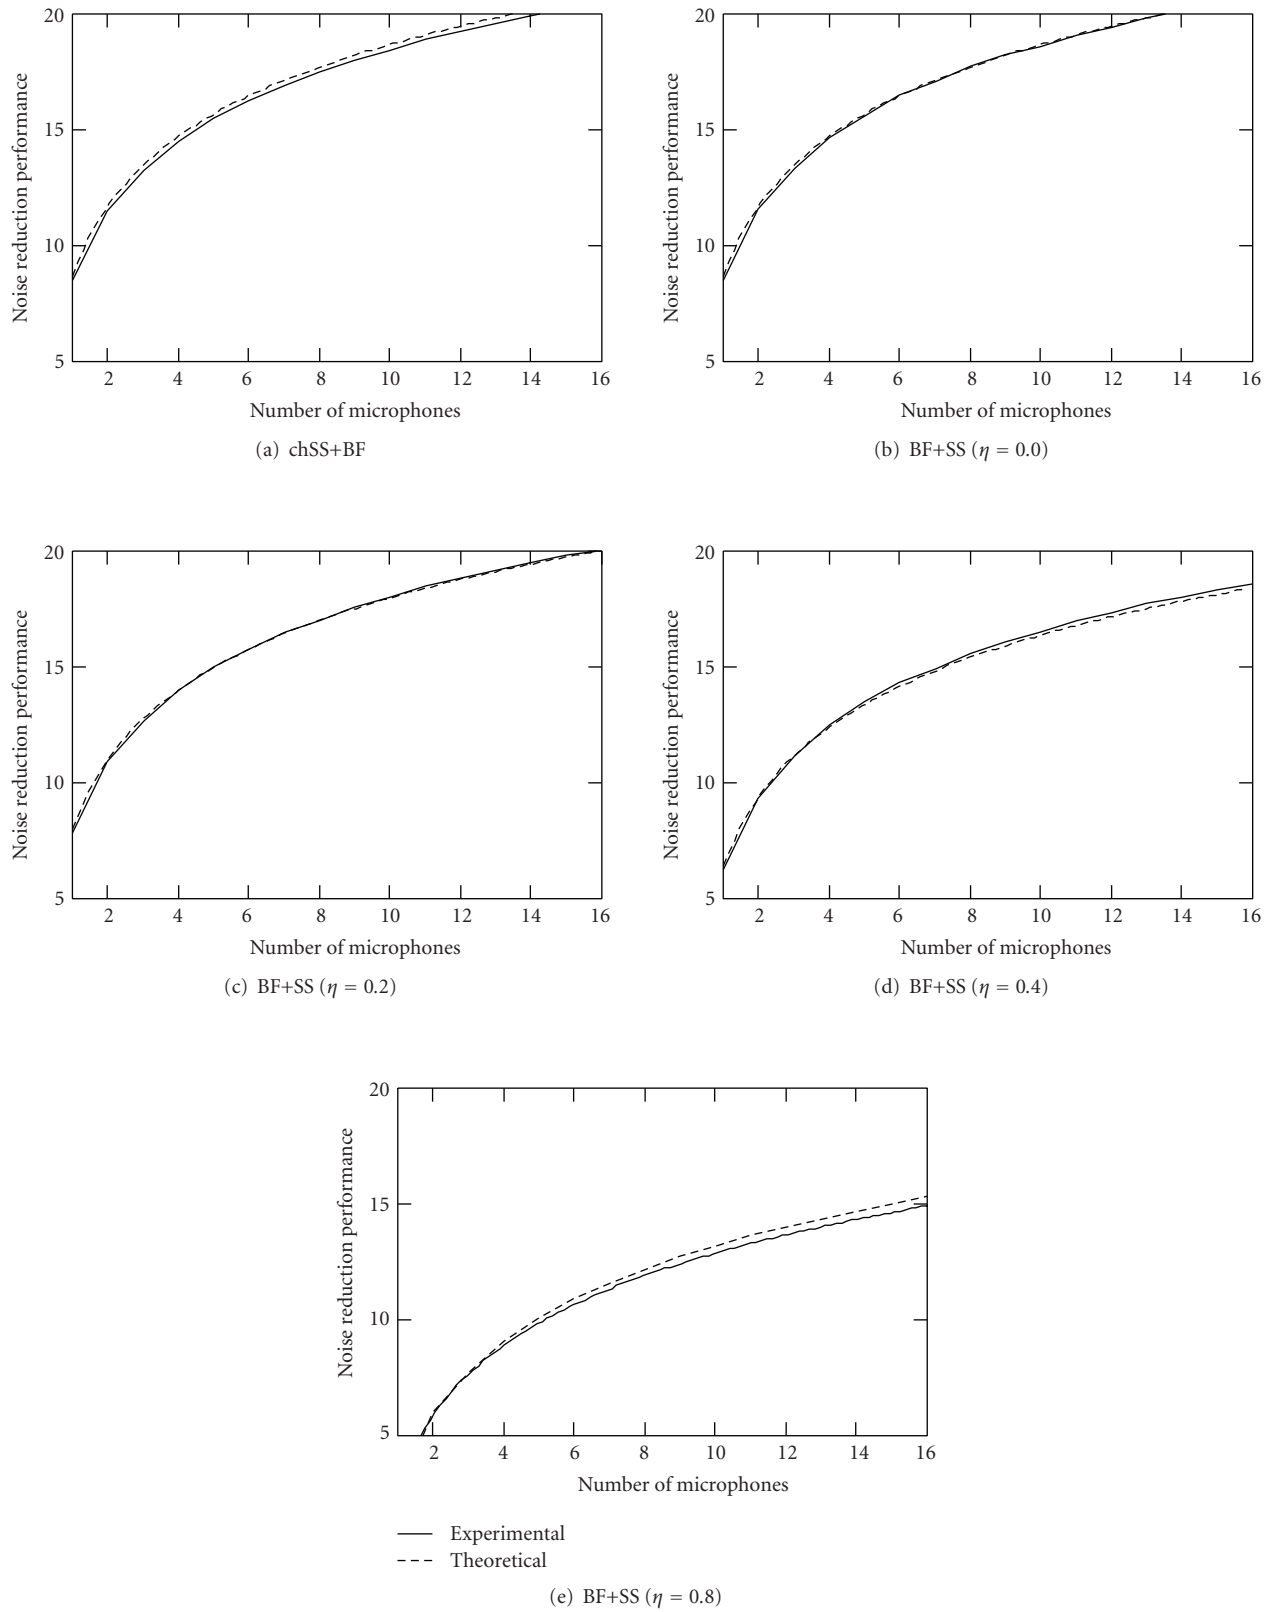 20
15
10
5
Noise reduction performance
2 4 6 8 10 12 14 16
Number of microphones
(a) chSS+BF
20
15
10
5
Noise reduction performance
2 4 6 8 10 12 14 16
Number of microphones
(b) BF+SS (η = 0.0)
20
15
10
5
Noise reduction performance
2 4 6 8 10 12 14 16
Number of microphones
(c) BF+SS (η = 0.2)
20
15
10
5
Noise reduction performance
2 4 6 8 10 12 14 16
Number of microphones
(d) BF+SS (η = 0.4)
20
15
10
5
Noise reduction performance
2 4 6 8 10 12 14 16
Number of microphones
Experimental
Theoretical
(e) BF+SS (η = 0.8)